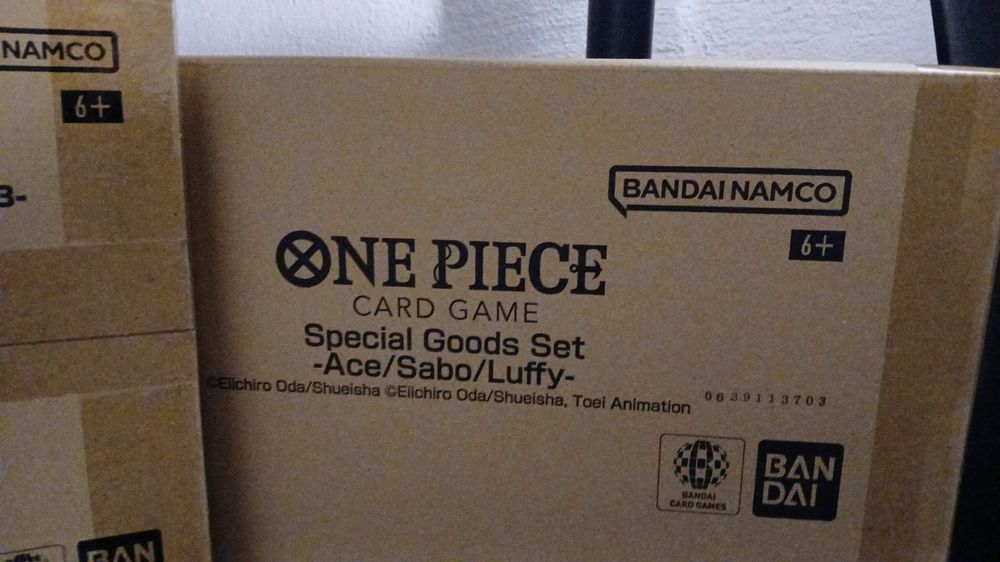 NAMCO
6+
BANDAI NAMCO
6+
ONE PIECE
CARD GAME
Special Goods Set
-Ace/Sabo/Luffy-
©Eiichiro Oda/Shueisha ©Eiichiro Oda/Shueisha, Toei Animation
0639113703
BANDAI
CARD GAMES
BAN
DAI
BAN